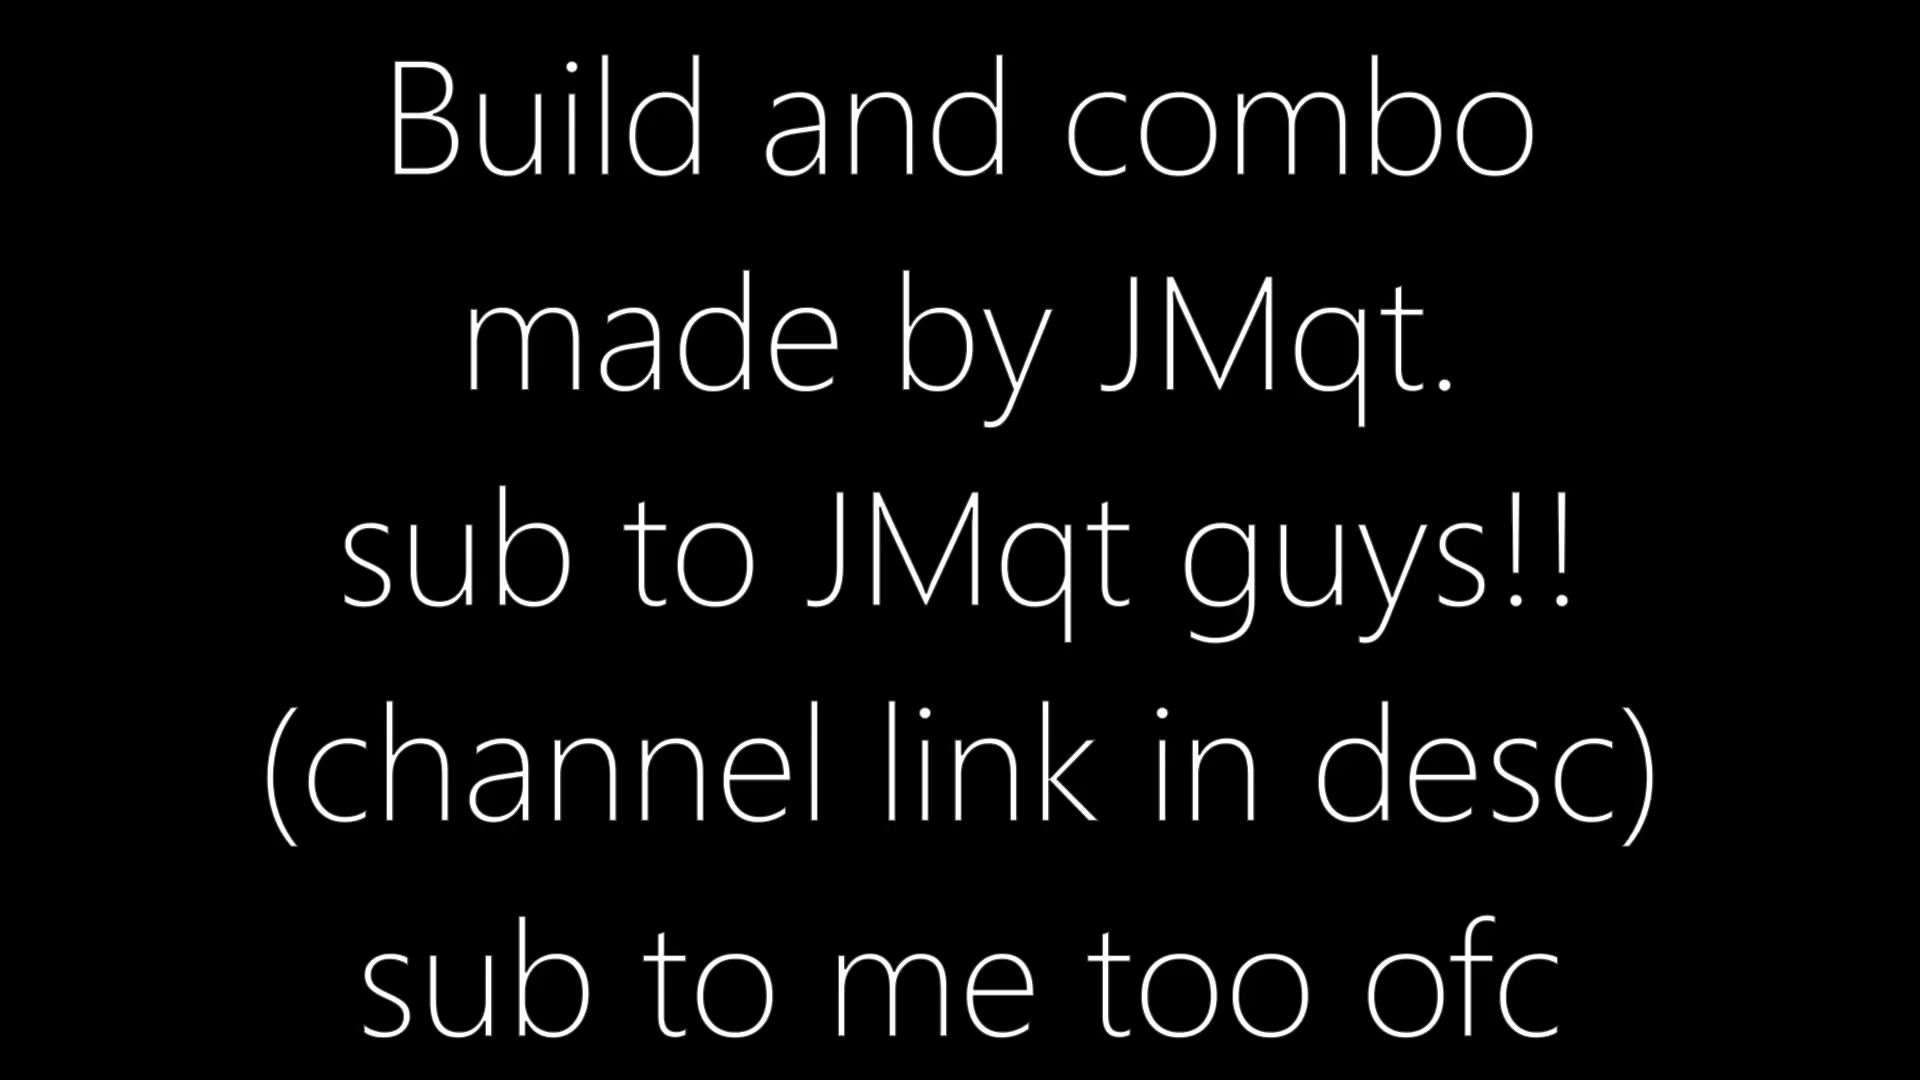 Build and combo
made by JMqt.
sub to JMqt guys!!
(channel link in desc)
sub to me too ofc